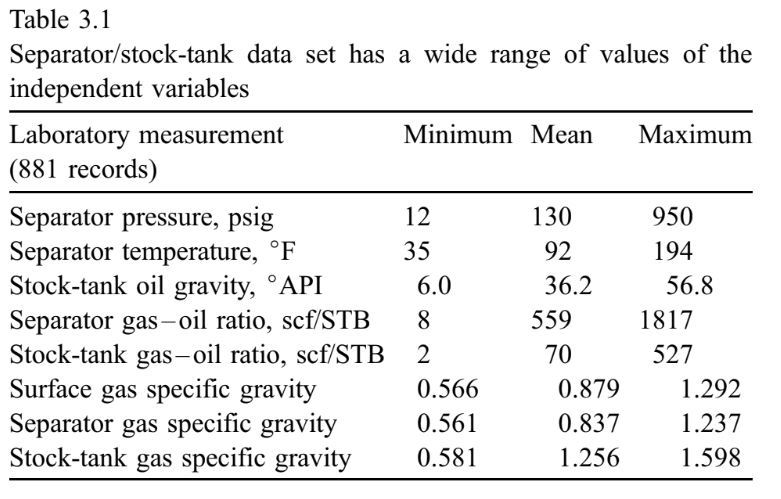 Table 3.1
Separator/stock-tank data set has a wide range of values of the
independent variables
Laboratory measurement Minimum Mean Maximum
(881 records)
Separator pressure, psig 12 130 950
Separator temperature, °F 35 92 194
Stock-tank oil gravity, °API 6.0 36.2 56.8
Separator gas–oil ratio, scf/STB 8 559 1817
Stock-tank gas–oil ratio, scf/STB 2 70 527
Surface gas specific gravity 0.566 0.879 1.292
Separator gas specific gravity 0.561 0.837 1.237
Stock-tank gas specific gravity 0.581 1.256 1.598